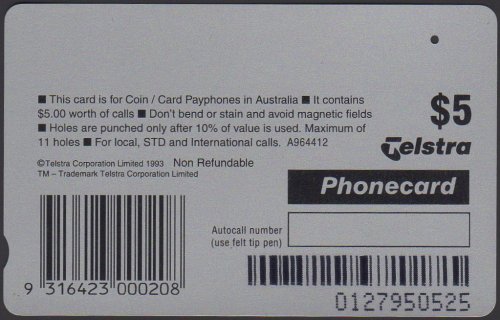 ■ This card is for Coin / Card Payphones in Australia ■ It contains
$5.00 worth of calls ■ Don't bend or stain and avoid magnetic fields
■ Holes are punched only after 10% of value is used. Maximum of
11 holes ■ For local, STD and International calls. A964412
©Telstra Corporation Limited 1993 Non Refundable
TM – Trademark Telstra Corporation Limited.
$5
Telstra
Phonecard
Autocall number
(use felt tip pen)
9 316423 000208
0127950525